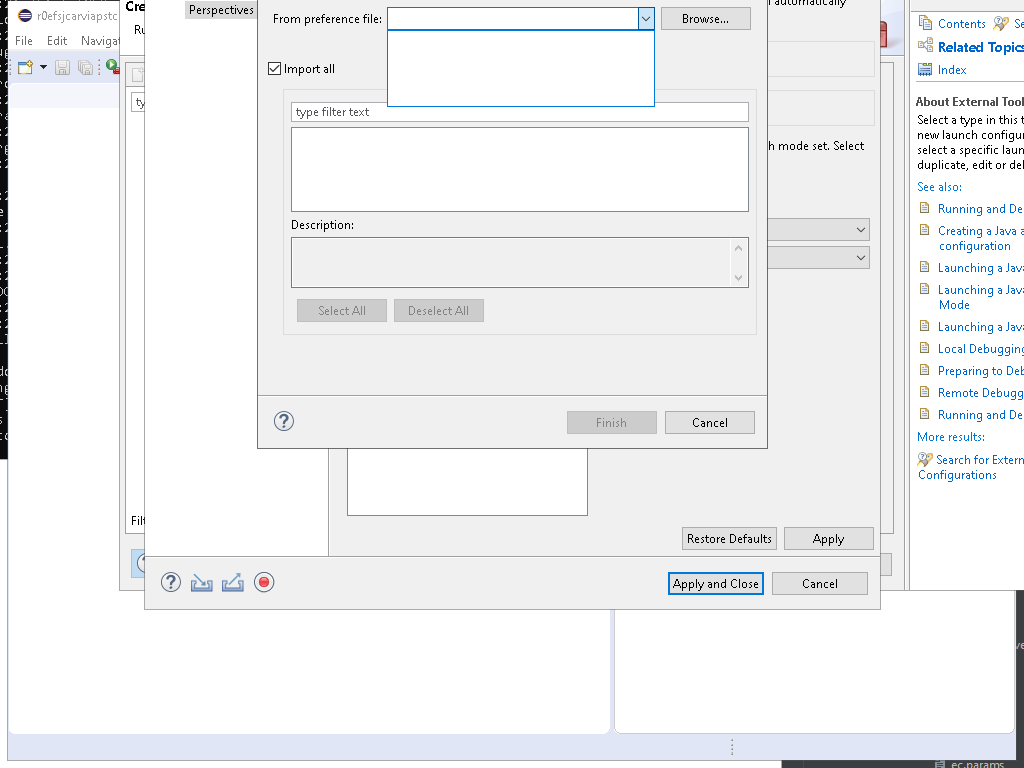 r0efsjcarviapstc
File Edit Navigat
Cre
Ru
ty
Filt
Perspectives
From preference file:
Browse...
Import all
type filter text
Description:
Select All
Deselect All
Finish
Cancel
automatically
h mode set. Select
Restore Defaults
Apply
Apply and Close
Cancel
Contents
Se
Related Topics
Index
About External Tool
Select a type in this t
new launch configu
select a specific laun
duplicate, edit or del
See also:
Running and De
Creating a Java a
configuration
Launching a Java
Launching a Java
Mode
Launching a Java
Local Debugging
Preparing to Deb
Remote Debugg
Running and De
More results:
Search for Extern
Configurations
ec.params